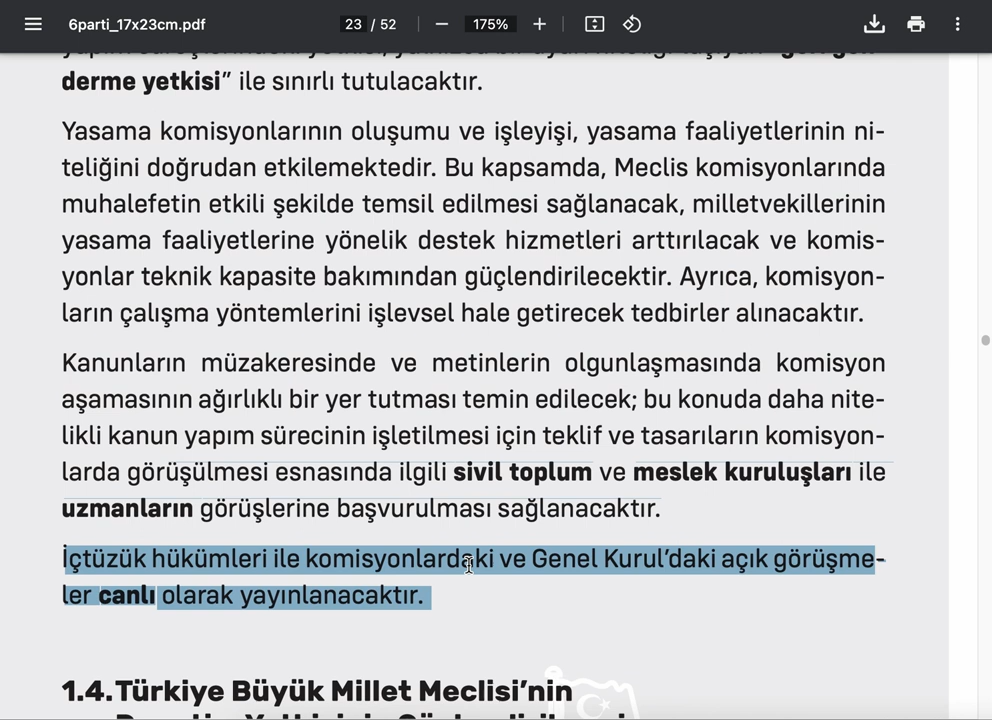 6parti_17x23cm.pdf
23 / 52
175%
derme yetkisi” ile sınırlı tutulacaktır.
Yasama komisyonlarının oluşumu ve işleyişi, yasama faaliyetlerinin ni-
teliğini doğrudan etkilemektedir. Bu kapsamda, Meclis komisyonlarında
muhalefetin etkili şekilde temsil edilmesi sağlanacak, milletvekillerinin
yasama faaliyetlerine yönelik destek hizmetleri arttırılacak ve komis-
yonlar teknik kapasite bakımından güçlendirilecektir. Ayrıca, komisyon-
ların çalışma yöntemlerini işlevsel hale getirecek tedbirler alınacaktır.
Kanunların müzakeresinde ve metinlerin olgunlaşmasında komisyon
aşamasının ağırlıklı bir yer tutması temin edilecek; bu konuda daha nite-
likli kanun yapım sürecinin işletilmesi için teklif ve tasarıların komisyon-
larda görüşülmesi esnasında ilgili sivil toplum ve meslek kuruluşları ile
uzmanların görüşlerine başvurulması sağlanacaktır.
İçtüzük hükümleri ile komisyonlardaki ve Genel Kurul’daki açık görüşme-
ler canlı olarak yayınlanacaktır.
1.4. Türkiye Büyük Millet Meclisi’nin